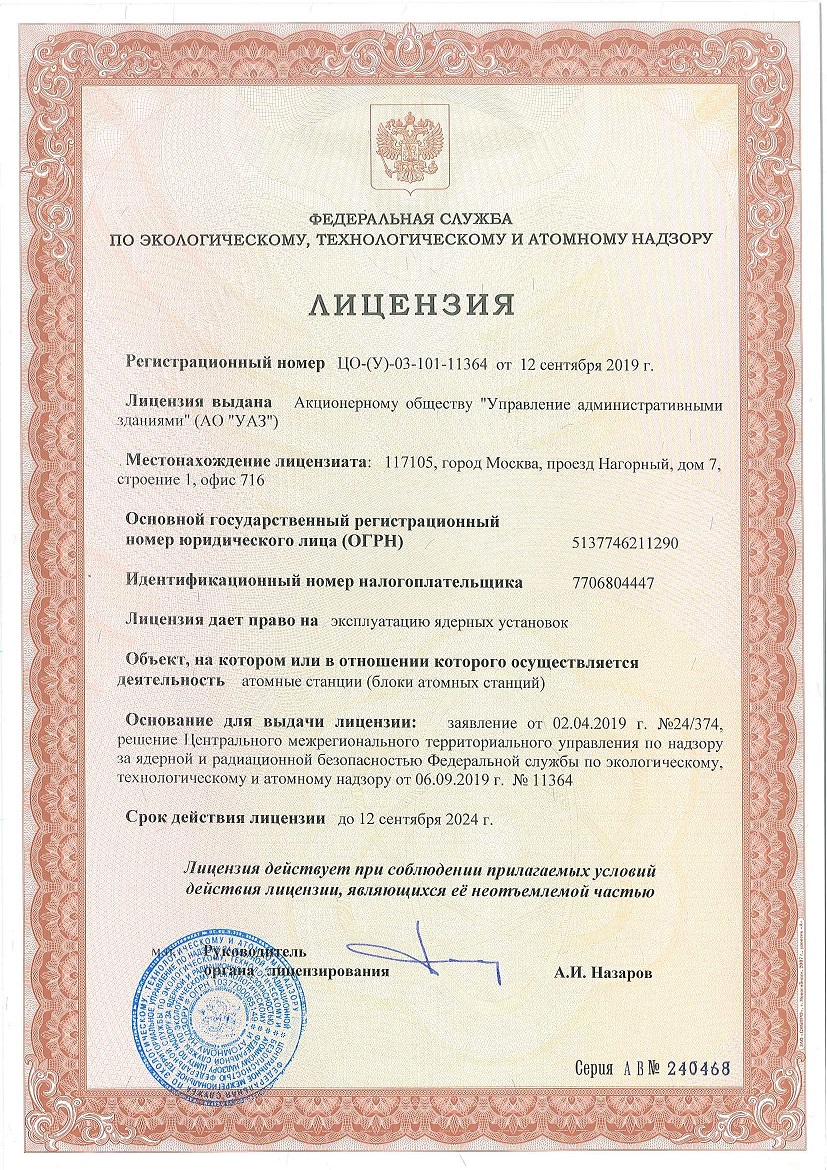 ФЕДЕРАЛЬНАЯ СЛУЖБА
ПО ЭКОЛОГИЧЕСКОМУ, ТЕХНОЛОГИЧЕСКОМУ И АТОМНОМУ НАДЗОРУ
ЛИЦЕНЗИЯ
Регистрационный номер ЦО-(У)-03-101-11364 от 12 сентября 2019 г.
Лицензия выдана Акционерному обществу "Управление административными
зданиями" (АО "УАЗ")
Местонахождение лицензиата: 117105, город Москва, проезд Нагорный, дом 7,
строение 1, офис 716
Основной государственный регистрационный
номер юридического лица (ОГРН) 5137746211290
Идентификационный номер налогоплательщика 7706804447
Лицензия дает право на эксплуатацию ядерных установок
Объект, на котором или в отношении которого осуществляется
деятельность атомные станции (блоки атомных станций)
Основание для выдачи лицензии: заявление от 02.04.2019 г. №24/374,
решение Центрального межрегионального территориального управления по надзору
за ядерной и радиационной безопасностью Федеральной службы по экологическому,
технологическому и атомному надзору от 06.09.2019 г. № 11364
Срок действия лицензии до 12 сентября 2024 г.
Лицензия действует при соблюдении прилагаемых условий
действия лицензии, являющихся её неотъемлемой частью
Руководитель
органа лицензирования А.И. Назаров
Серия А В № 240468